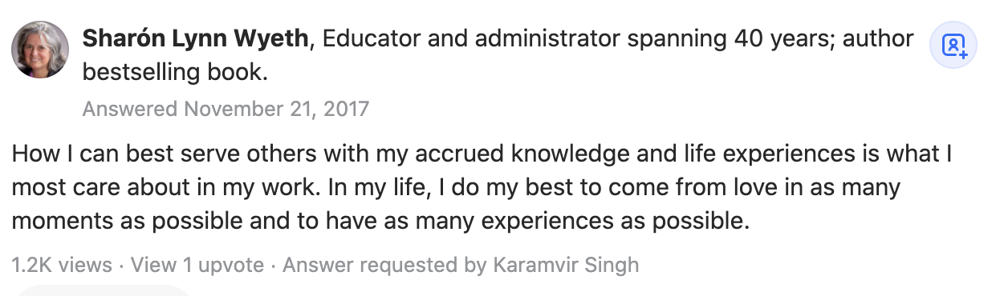 Sharón Lynn Wyeth, Educator and administrator spanning 40 years; author
bestselling book.
Answered November 21, 2017
How I can best serve others with my accrued knowledge and life experiences is what I
most care about in my work. In my life, I do my best to come from love in as many
moments as possible and to have as many experiences as possible.
1.2K views · View 1 upvote · Answer requested by Karamvir Singh